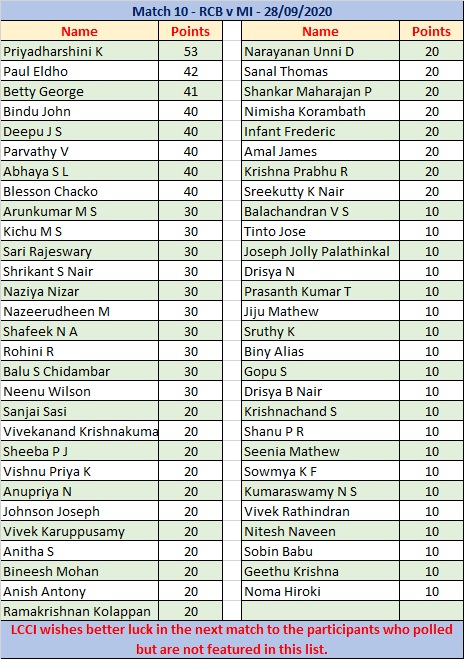 Match 10 - RCB v MI - 28/09/2020
Name Points Name Points
Priyadharshini K 53 Narayanan Unni D 20
Paul Eldho 42 Sanal Thomas 20
Betty George 41 Shankar Maharajan P 20
Bindu John 40 Nimisha Korambath 20
Deepu J S 40 Infant Frederic 20
Parvathy V 40 Amal James 20
Abhaya S L 40 Krishna Prabhu R 20
Blesson Chacko 40 Sreekutty K Nair 20
Arunkumar M S 30 Balachandran V S 10
Kichu M S 30 Tinto Jose 10
Sari Rajeswary 30 Joseph Jolly Palathinkal 10
Shrikant S Nair 30 Drisya N 10
Naziya Nizar 30 Prasanth Kumar T 10
Nazeerudheen M 30 Jiju Mathew 10
Shafeek N A 30 Sruthy K 10
Rohini R 30 Biny Alias 10
Balu S Chidambar 30 Gopu S 10
Neenu Wilson 30 Drisya B Nair 10
Sanjai Sasi 20 Krishnachand S 10
Vivekanand Krishnakuma 20 Shanu P R 10
Sheeba P J 20 Seenia Mathew 10
Vishnu Priya K 20 Sowmya K F 10
Anupriya N 20 Kumaraswamy N S 10
Johnson Joseph 20 Vivek Rathindran 10
Vivek Karuppusamy 20 Nitesh Naveen 10
Anitha S 20 Sobin Babu 10
Bineesh Mohan 20 Geethu Krishna 10
Anish Antony 20 Noma Hiroki 10
Ramakrishnan Kolappan 20
LCCI wishes better luck in the next match to the participants who polled
but are not featured in this list.